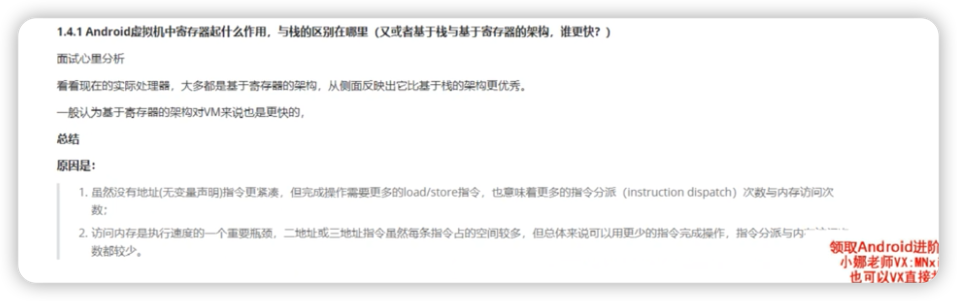 1.4.1 Android虚拟机中寄存器起什么作用，与栈的区别在哪里（又或者基于栈与基于寄存器的架构，谁更快？）
面试心里分析
看看现在的实际处理器，大多都是基于寄存器的架构，从侧面反映出它比基于栈的架构更优秀。
一般认为基于寄存器的架构对VM来说也是更快的，
总结
原因是：
1. 虽然没有地址(无变量声明)指令更紧凑，但完成操作需要更多的load/store指令，也意味着更多的指令分派（instruction dispatch）次数与内存访问次
数；
2. 访问内存是执行速度的一个重要瓶颈，二地址或三地址指令虽然每条指令占的空间较多，但总体来说可以用更少的指令完成操作，指令分派与内存
数都较少。
领取Android进阶
小娜老师VX:MNx
也可以VX直接